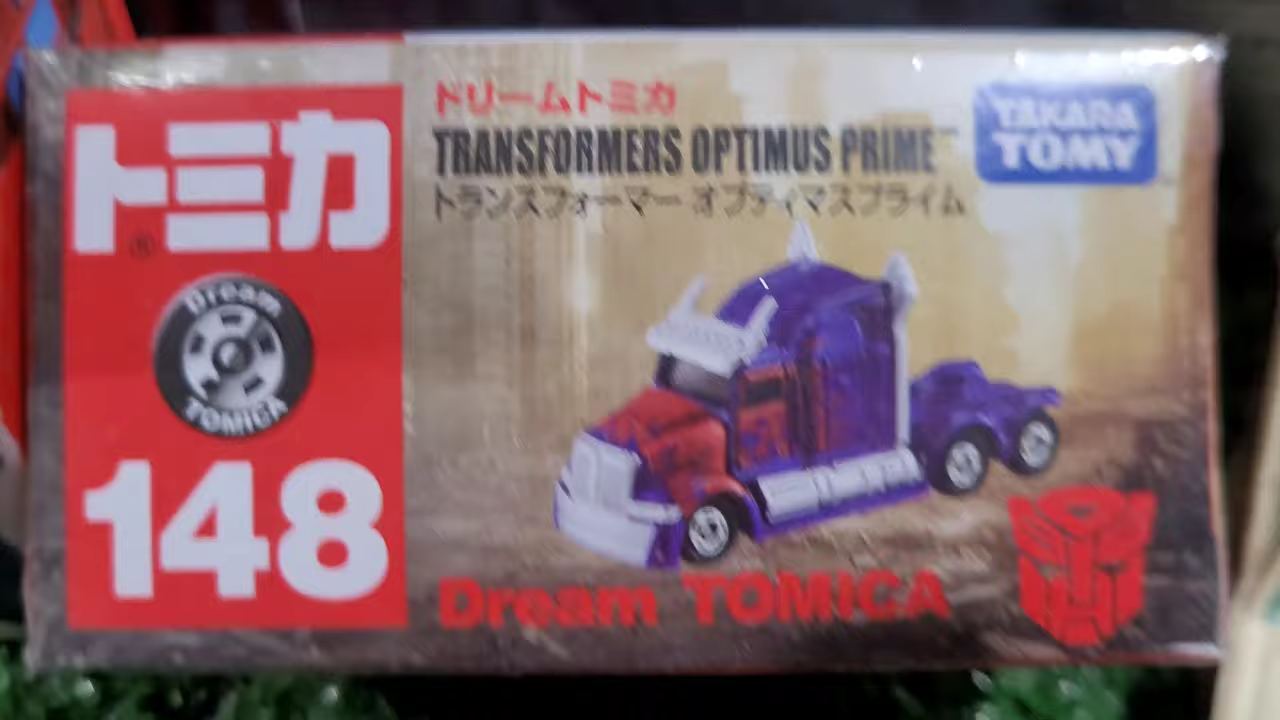 トミカ
®
Dream
TOMICA
148
ドリームトミカ
TRANSFORMERS OPTIMUS PRIME™
トランスフォーマー オプティマスプライム
TAKARA
TOMY
Dream TOMICA